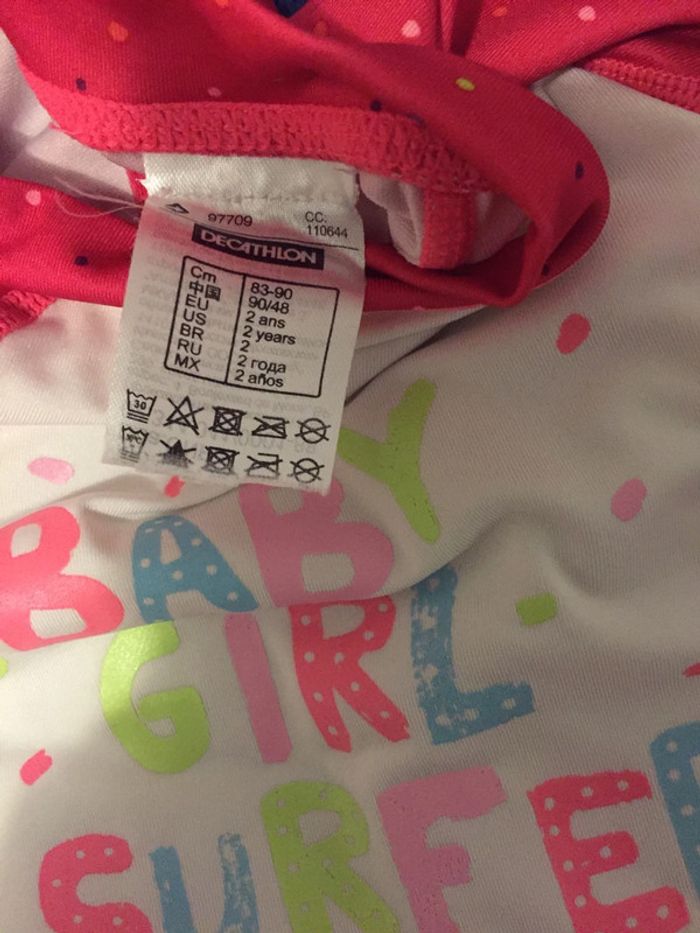 97709
CC.
110644
DECATHLON
Cm 83-90
中国 90/48
EU 2 ans
US 2 years
BR 2
RU 2 года
MX 2 años
30
BABY
GIRL
SURFER